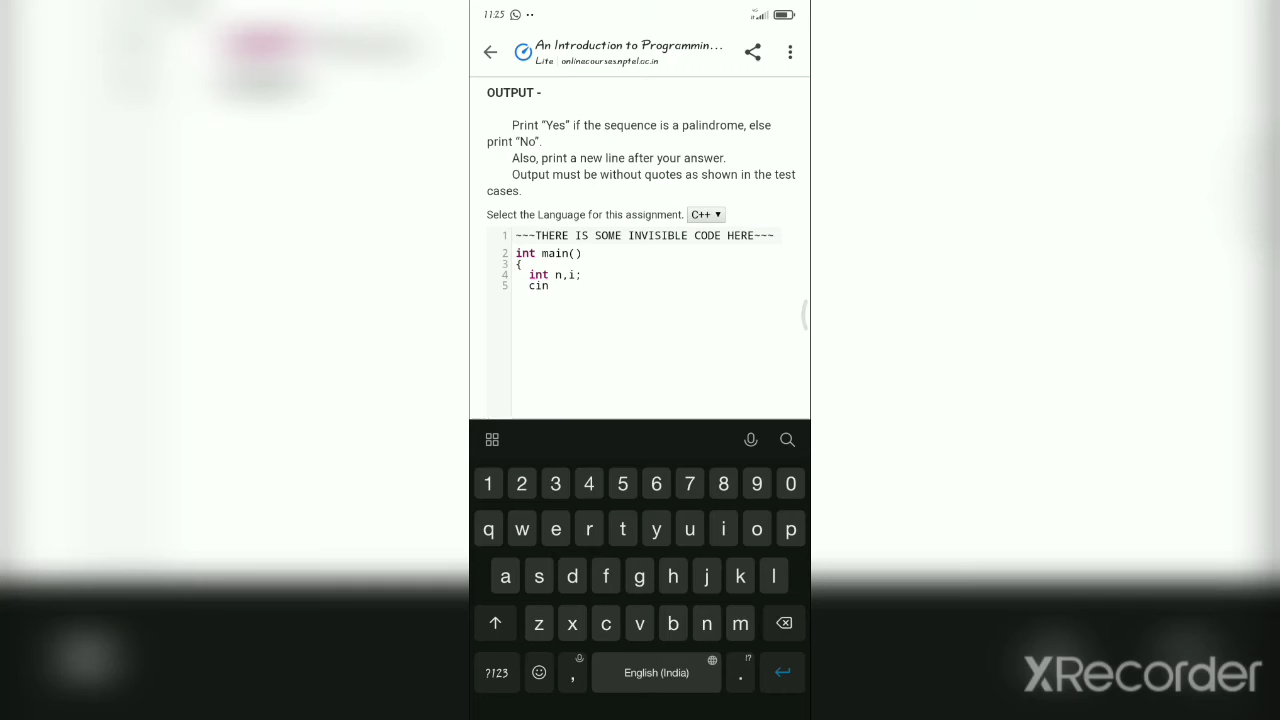 11:25
An Introduction to Programmin...
Lite | onlinecourses.nptel.ac.in
OUTPUT -
Print “Yes” if the sequence is a palindrome, else
print “No”.
Also, print a new line after your answer.
Output must be without quotes as shown in the test
cases.
Select the Language for this assignment. C++ ▼
1 ~~~THERE IS SOME INVISIBLE CODE HERE~~~
2 int main()
3 {
4 int n,i;
5 cin
1 2 3 4 5 6 7 8 9 0
q w e r t y u i o p
a s d f g h j k l
z x c v b n m
?123 , English (India) . !?
XRecorder